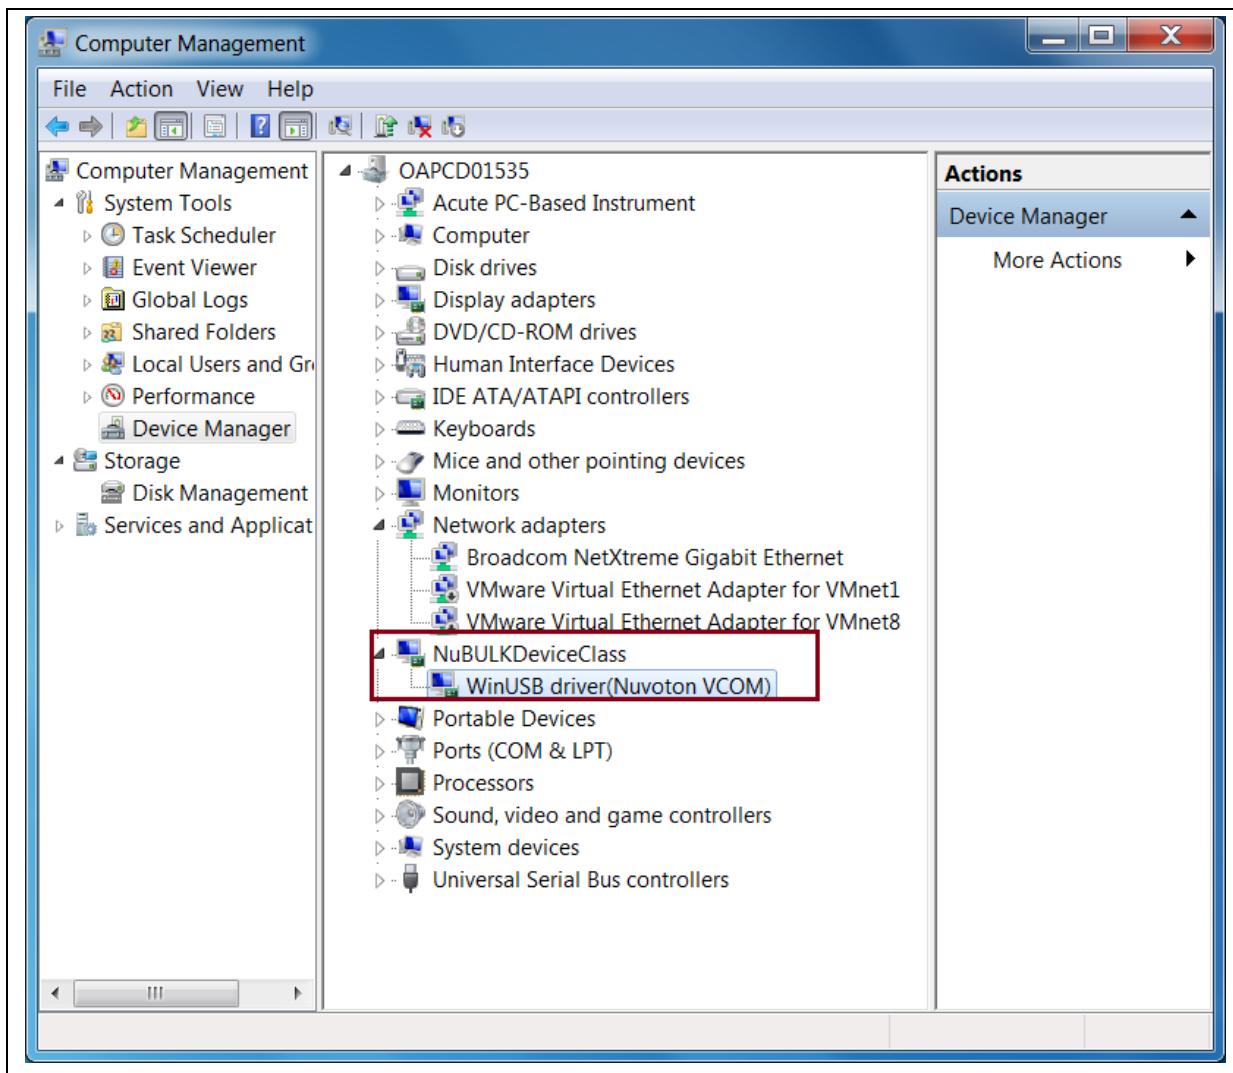 Computer Management
File Action View Help
Computer Management
System Tools
Task Scheduler
Event Viewer
Global Logs
Shared Folders
Local Users and Gr
Performance
Device Manager
Storage
Disk Management
Services and Applicat
OAPCD01535
Acute PC-Based Instrument
Computer
Disk drives
Display adapters
DVD/CD-ROM drives
Human Interface Devices
IDE ATA/ATAPI controllers
Keyboards
Mice and other pointing devices
Monitors
Network adapters
Broadcom NetXtreme Gigabit Ethernet
VMware Virtual Ethernet Adapter for VMnet1
VMware Virtual Ethernet Adapter for VMnet8
NuBULKDeviceClass
WinUSB driver(Nuvoton VCOM)
Portable Devices
Ports (COM & LPT)
Processors
Sound, video and game controllers
System devices
Universal Serial Bus controllers
Actions
Device Manager
More Actions